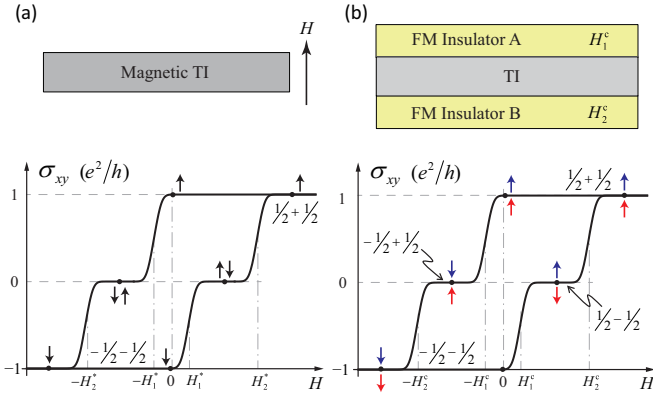 (a)
H
Magnetic TI
σxy (e²/h)
1
½ + ½
0
−½ − ½
−1
−H₂*
−H₁*
0
H₁*
H₂*
H
(b)
FM Insulator A H₁ᶜ
TI
FM Insulator B H₂ᶜ
σxy (e²/h)
½ + ½
1
−½ + ½
0
½ − ½
−½ − ½
−1
−H₂ᶜ
−H₁ᶜ
0
H₁ᶜ
H₂ᶜ
H